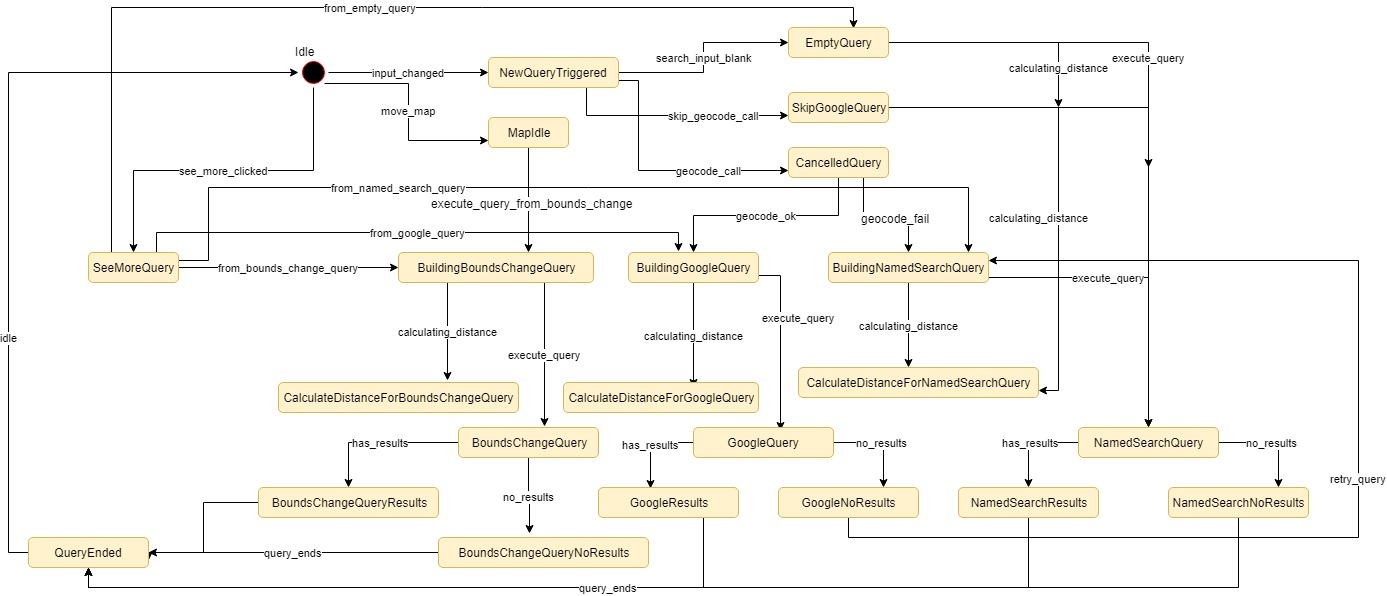 from_empty_query
Idle
EmptyQuery
search_input_blank
execute_query
input_changed
NewQueryTriggered
calculating_distance
move_map
SkipGoogleQuery
skip_geocode_call
MapIdle
CancelledQuery
see_more_clicked
geocode_call
from_named_search_query
execute_query_from_bounds_change
geocode_ok
geocode_fail
calculating_distance
from_google_query
SeeMoreQuery
from_bounds_change_query
BuildingBoundsChangeQuery
BuildingGoogleQuery
BuildingNamedSearchQuery
execute_query
idle
calculating_distance
execute_query
calculating_distance
execute_query
calculating_distance
CalculateDistanceForBoundsChangeQuery
CalculateDistanceForGoogleQuery
CalculateDistanceForNamedSearchQuery
has_results
BoundsChangeQuery
has_results
GoogleQuery
no_results
has_results
NamedSearchQuery
no_results
retry_query
BoundsChangeQueryResults
no_results
GoogleResults
GoogleNoResults
NamedSearchResults
NamedSearchNoResults
QueryEnded
query_ends
BoundsChangeQueryNoResults
query_ends